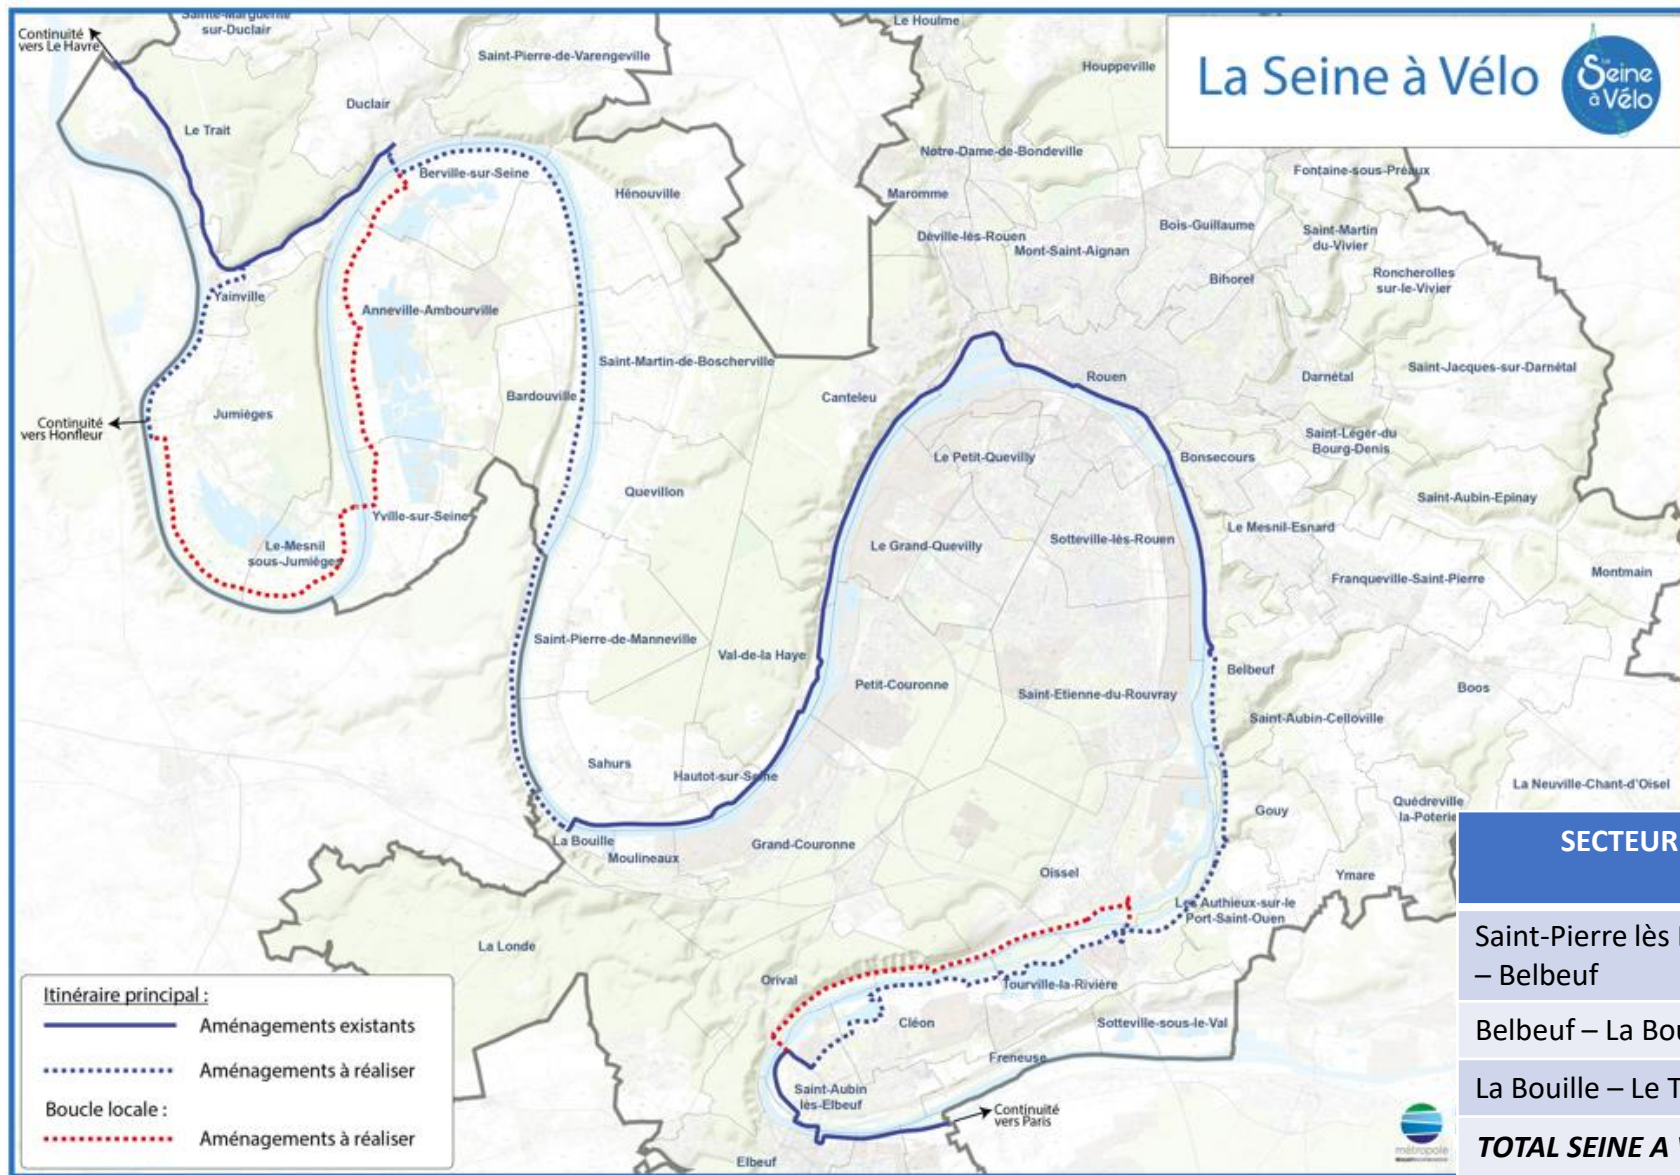 La Seine à Vélo
La
Seine
à Vélo
Continuité
vers Le Havre
Sainte-Marguerite
sur-Duclair
Saint-Pierre-de-Varengeville
Le Houlme
Houppeville
Duclair
Le Trait
Notre-Dame-de-Bondeville
Fontaine-sous-Préaux
Berville-sur-Seine
Hénouville
Maromme
Déville-lès-Rouen
Mont-Saint-Aignan
Bois-Guillaume
Saint-Martin
du-Vivier
Bihorel
Roncherolles
sur-le-Vivier
Yainville
Anneville-Ambourville
Saint-Martin-de-Boscherville
Rouen
Darnétal
Saint-Jacques-sur-Darnétal
Canteleu
Bardouville
Jumièges
Continuité
vers Honfleur
Le Petit-Quevilly
Bonsecours
Saint-Léger-du
Bourg-Denis
Quevillon
Saint-Aubin-Epinay
Yville-sur-Seine
Le Mesnil-Esnard
Le-Mesnil
sous-Jumièges
Le Grand-Quevilly
Sotteville-lès-Rouen
Franqueville-Saint-Pierre
Montmain
Saint-Pierre-de-Manneville
Val-de-la Haye
Petit-Couronne
Saint-Etienne-du-Rouvray
Belbeuf
Boos
Saint-Aubin-Celloville
Sahurs
Hautot-sur-Seine
La Neuville-Chant-d'Oisel
Gouy
Quédreville
la-Poterie
La Bouille
Moulineaux
Grand-Couronne
Oissel
Ymare
Les Authieux-sur-le
Port-Saint-Ouen
La Londe
Orival
Tourville-la-Rivière
Cléon
Sotteville-sous-le-Val
Freneuse
Saint-Aubin
lès-Elbeuf
Continuité
vers Paris
Elbeuf
Itinéraire principal :
Aménagements existants
Aménagements à réaliser
Boucle locale :
Aménagements à réaliser
métropole
SECTEUR
Saint-Pierre lès
– Belbeuf
Belbeuf – La Bou
La Bouille – Le T
TOTAL SEINE A